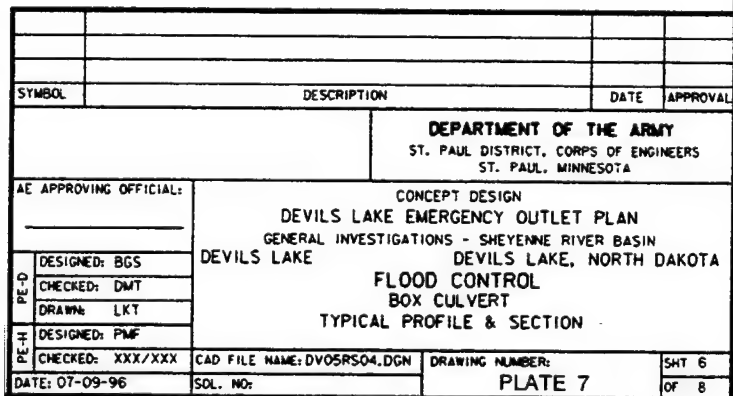 SYMBOL DESCRIPTION DATE APPROVAL
DEPARTMENT OF THE ARMY
ST. PAUL DISTRICT, CORPS OF ENGINEERS
ST. PAUL, MINNESOTA
AE APPROVING OFFICIAL:
CONCEPT DESIGN
DEVILS LAKE EMERGENCY OUTLET PLAN
GENERAL INVESTIGATIONS - SHEYENNE RIVER BASIN
DEVILS LAKE DEVILS LAKE, NORTH DAKOTA
FLOOD CONTROL
BOX CULVERT
TYPICAL PROFILE & SECTION
PE-D
DESIGNED: BGS
CHECKED: DMT
DRAWN: LKT
PE-H
DESIGNED: PMF
CHECKED: XXX/XXX
CAD FILE NAME: DV05RS04.DGN
DRAWING NUMBER:
SHT 6
DATE: 07-09-96
SOL. NO:
PLATE 7
OF 8